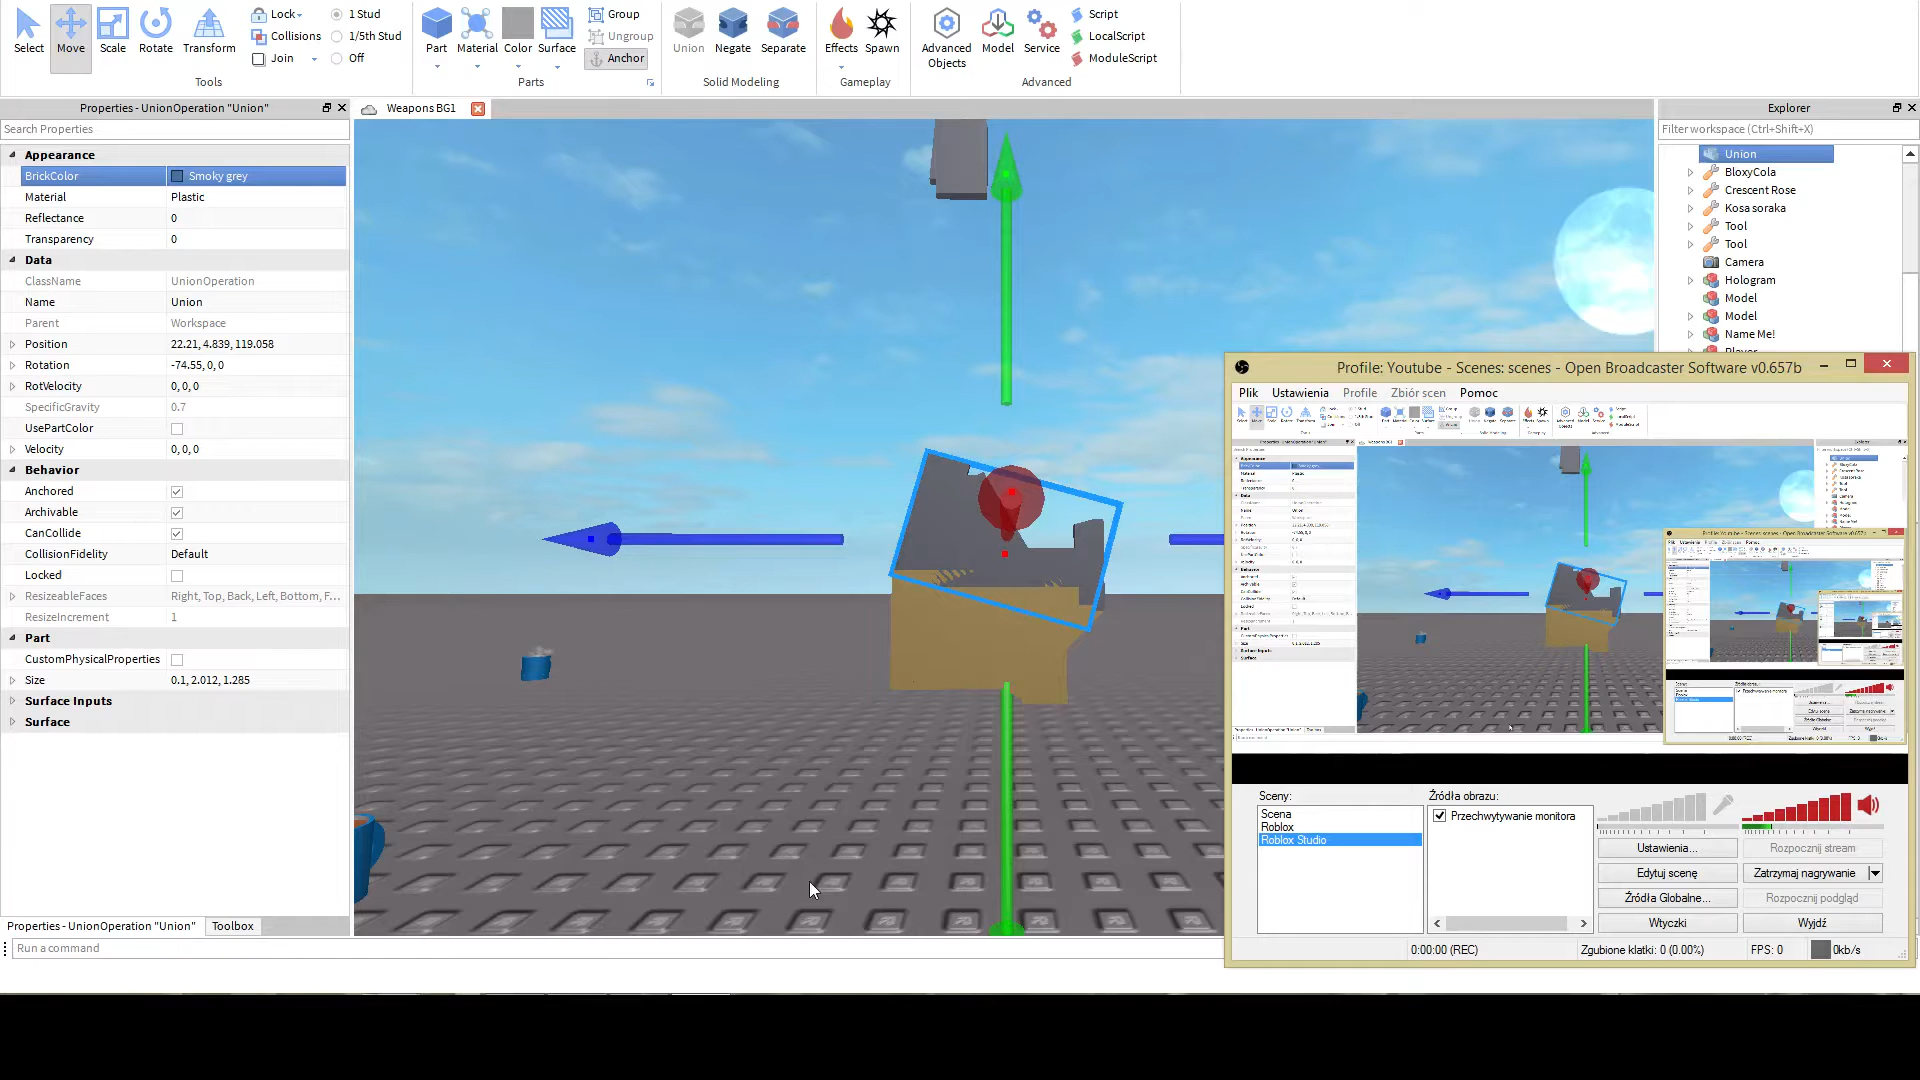 Select
Move
Scale
Rotate
Transform
Lock
Collisions
Join
1 Stud
1/5th Stud
Off
Tools
Part
Material
Color
Surface
Group
Ungroup
Anchor
Parts
Union
Negate
Separate
Solid Modeling
Effects
Spawn
Gameplay
Advanced Objects
Model
Service
Script
LocalScript
ModuleScript
Advanced
Properties - UnionOperation "Union"
Search Properties
Appearance
BrickColor Smoky grey
Material Plastic
Reflectance 0
Transparency 0
Data
ClassName UnionOperation
Name Union
Parent Workspace
Position 22.21, 4.839, 119.058
Rotation -74.55, 0, 0
RotVelocity 0, 0, 0
SpecificGravity 0.7
UsePartColor
Velocity 0, 0, 0
Behavior
Anchored
Archivable
CanCollide
CollisionFidelity Default
Locked
ResizeableFaces Right, Top, Back, Left, Bottom, F...
ResizeIncrement 1
Part
CustomPhysicalProperties
Size 0.1, 2.012, 1.285
Surface Inputs
Surface
Properties - UnionOperation "Union" Toolbox
Run a command
Weapons BG1
Explorer
Filter workspace (Ctrl+Shift+X)
Union
BloxyCola
Crescent Rose
Kosa soraka
Tool
Tool
Camera
Hologram
Model
Model
Name Me!
Profile: Youtube - Scenes: scenes - Open Broadcaster Software v0.657b
Plik Ustawienia Profile Zbiór scen Pomoc
Sceny:
Scena
Roblox
Roblox Studio
Źródła obrazu:
Przechwytywanie monitora
Ustawienia... Rozpocznij stream
Edytuj scenę Zatrzymaj nagrywanie
Źródła Globalne... Rozpocznij podgląd
Wtyczki Wyjdź
0:00:00 (REC) Zgubione klatki: 0 (0.00%) FPS: 0 0kb/s